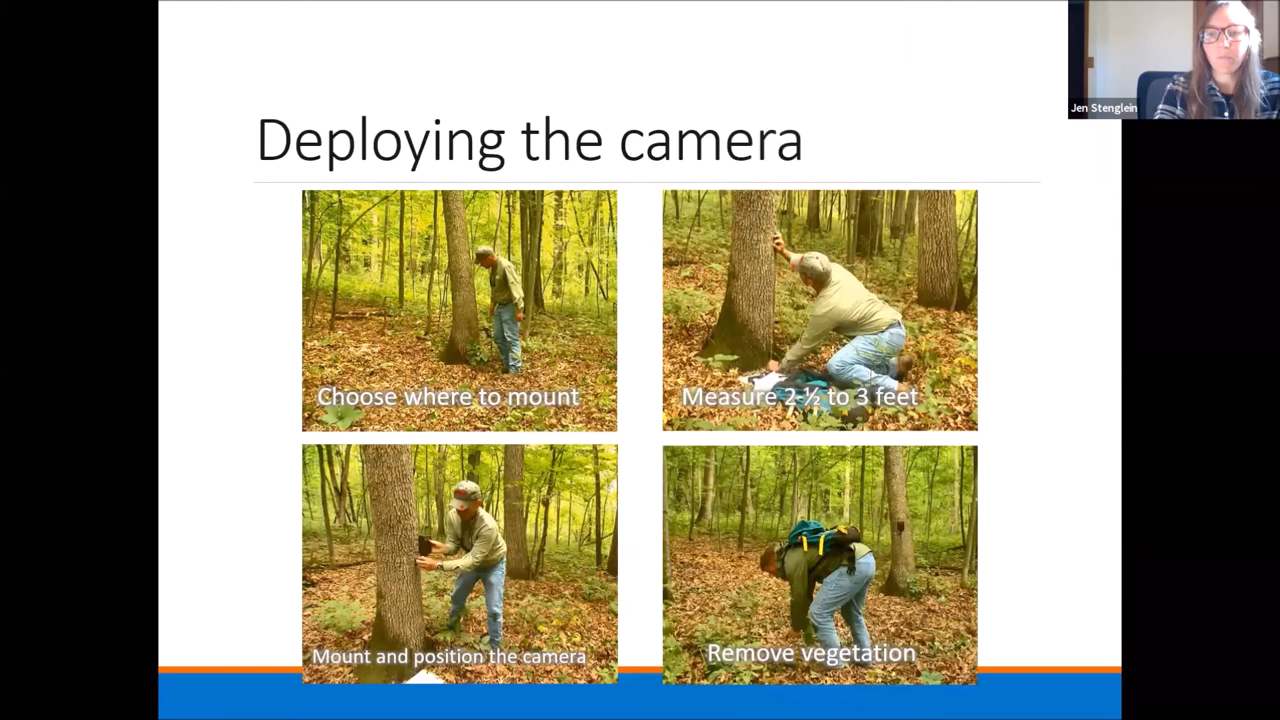 Jen Stenglein
Deploying the camera
Choose where to mount
Measure 2 ½ to 3 feet
Mount and position the camera
Remove vegetation